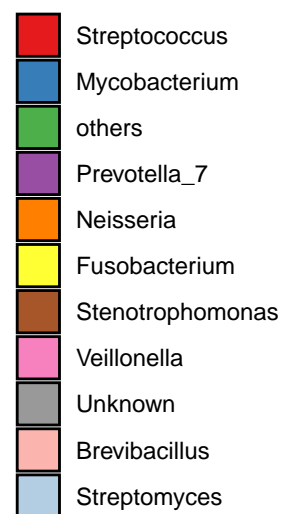 Streptococcus
Mycobacterium
others
Prevotella_7
Neisseria
Fusobacterium
Stenotrophomonas
Veillonella
Unknown
Brevibacillus
Streptomyces